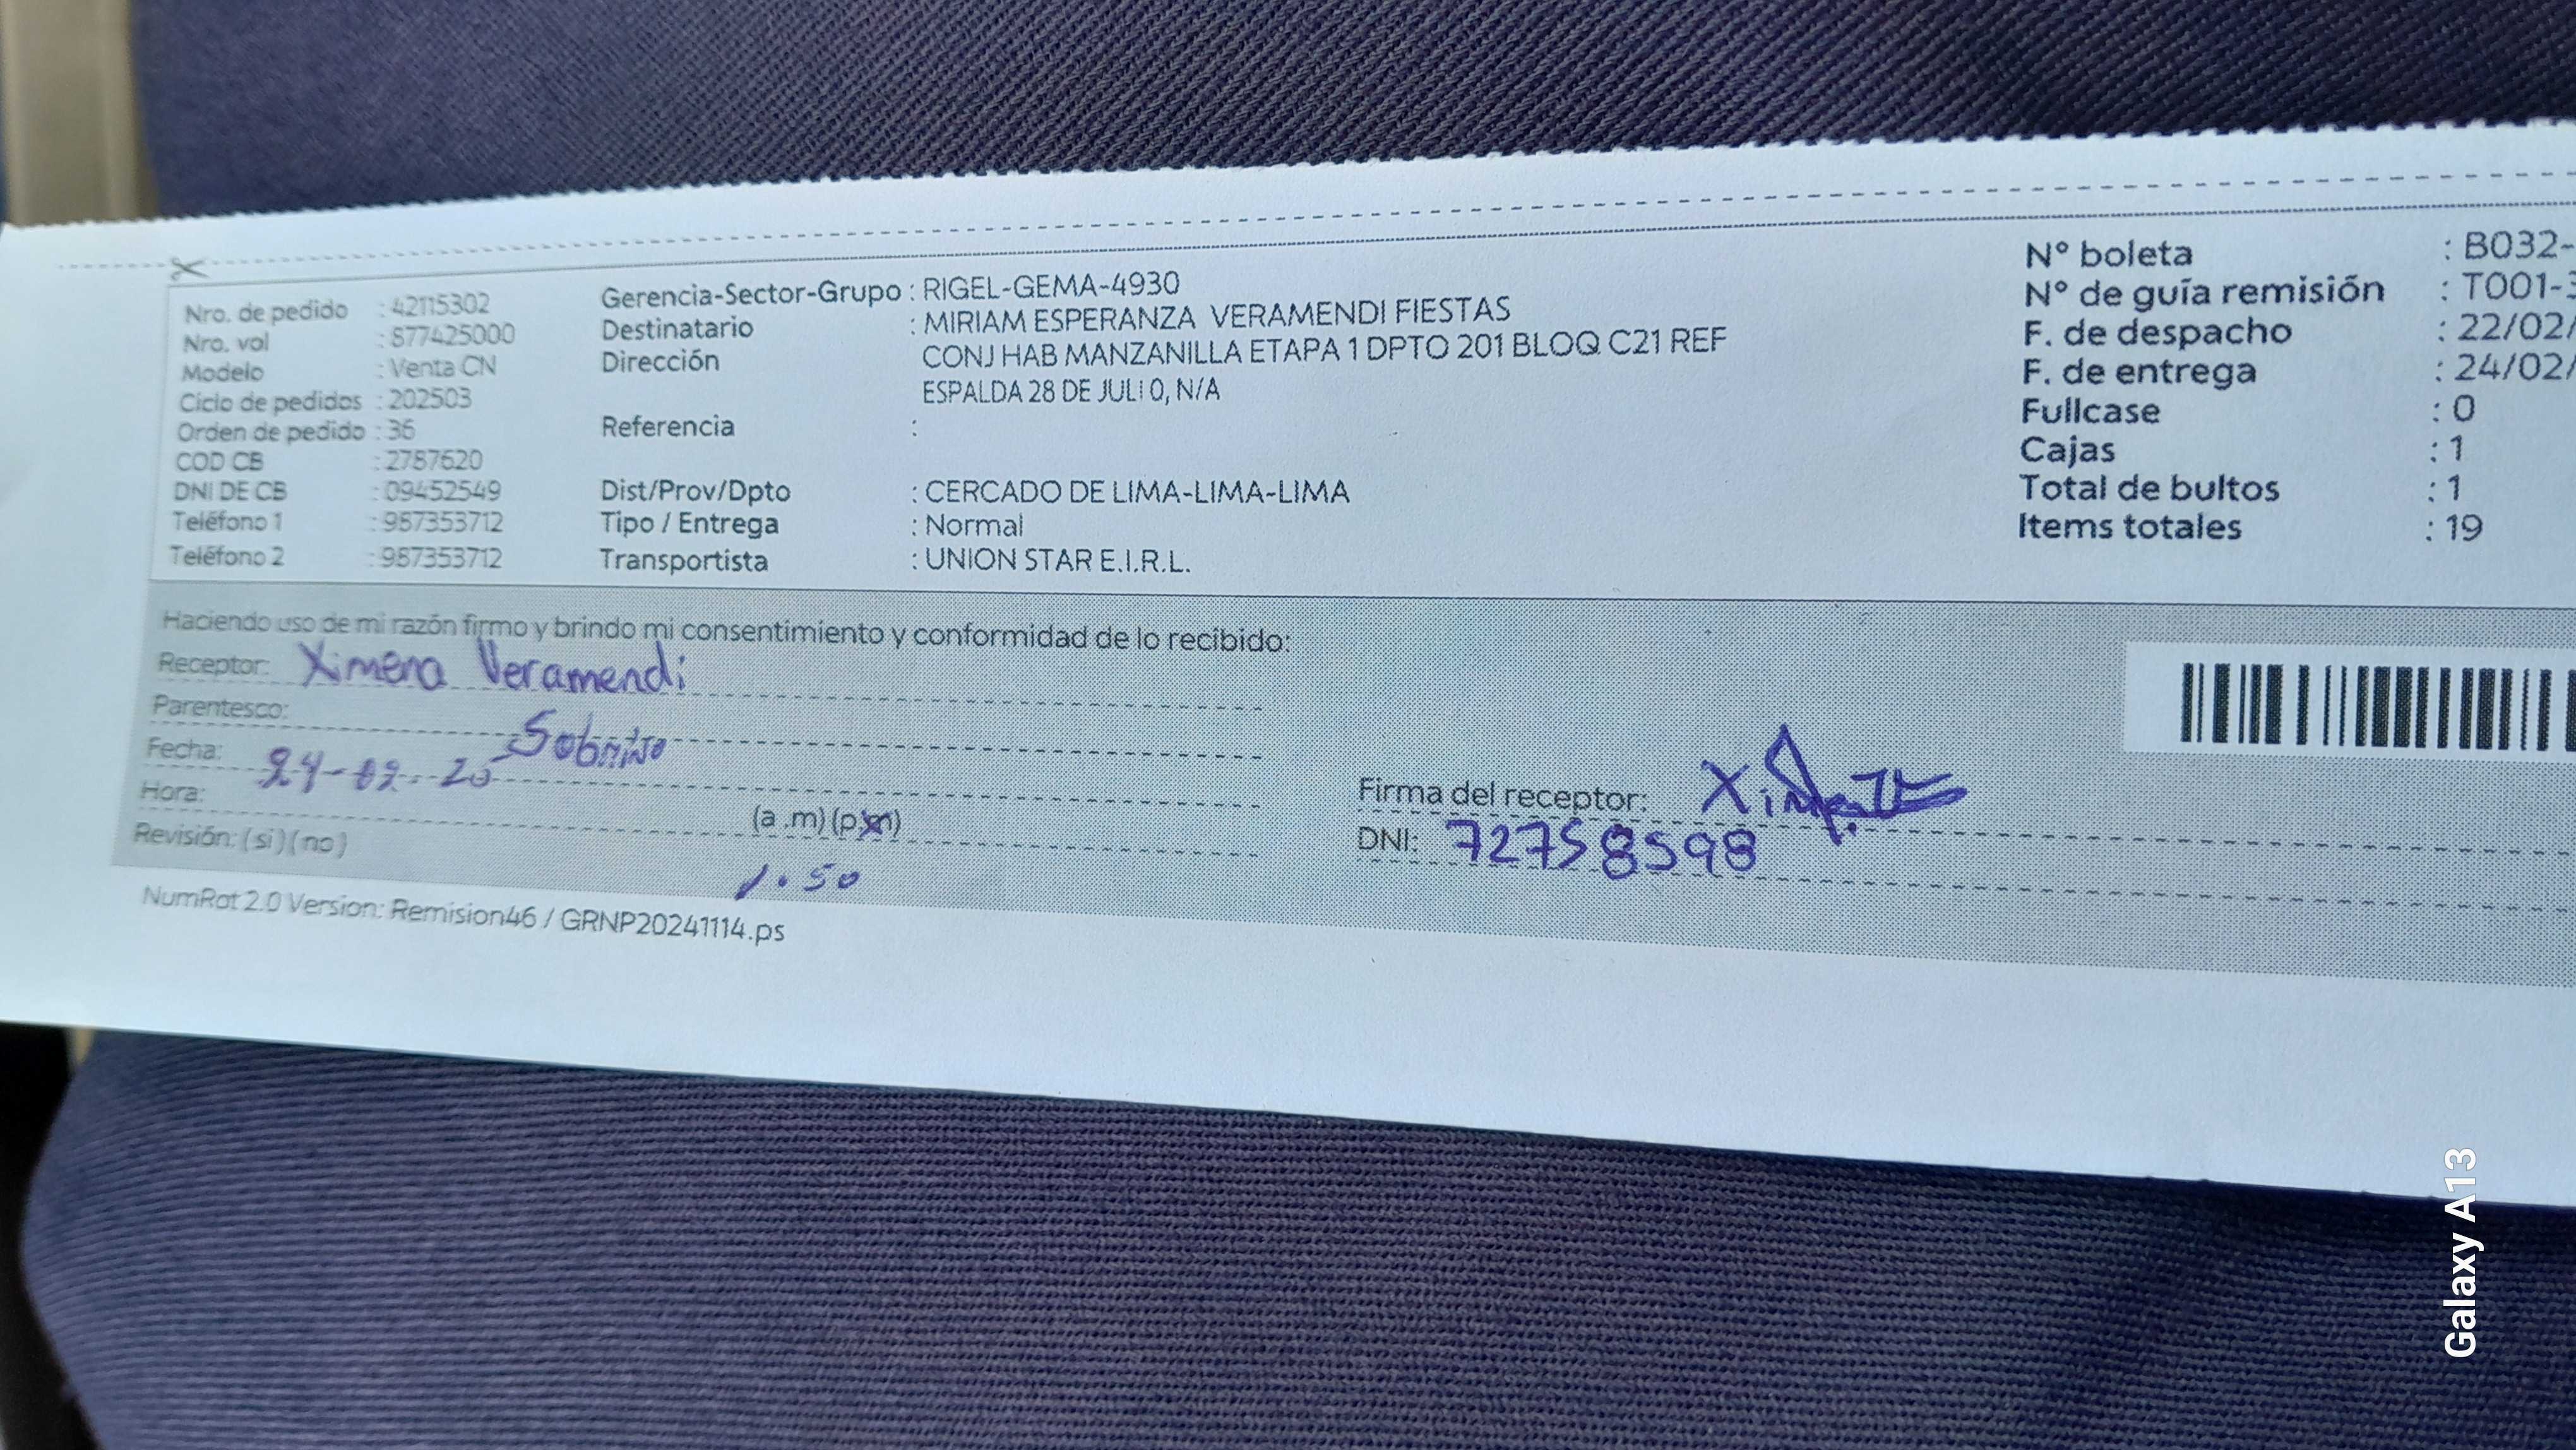 Nro. de pedido : 42115302
Nro. vol : 877425000
Modelo : Venta CN
Ciclo de pedidos : 202503
Orden de pedido : 36
COD CB : 2787620
DNI DE CB : 09452549
Teléfono 1 : 987353712
Teléfono 2 : 987353712
Gerencia-Sector-Grupo : RIGEL-GEMA-4930
Destinatario : MIRIAM ESPERANZA VERAMENDI FIESTAS
Dirección CONJ HAB MANZANILLA ETAPA 1 DPTO 201 BLOQ C21 REF
ESPALDA 28 DE JULIO, N/A
Referencia :
Dist/Prov/Dpto : CERCADO DE LIMA-LIMA-LIMA
Tipo / Entrega : Normal
Transportista : UNION STAR E.I.R.L.
Nº boleta : B032-
Nº de guía remisión : T001-3
F. de despacho : 22/02/
F. de entrega : 24/02/
Fullcase : 0
Cajas : 1
Total de bultos : 1
Items totales : 19
Haciendo uso de mi razón firmo y brindo mi consentimiento y conformidad de lo recibido:
Receptor: Ximena Veramendi
Parentesco: Sobrino
Fecha: 24-02-25
Hora: (a .m) (p.m)
1.50
Revisión: (si) (no)
Firma del receptor:
DNI: 72758598
NumRot 2.0 Version: Remision46 / GRNP20241114.ps
Galaxy A13